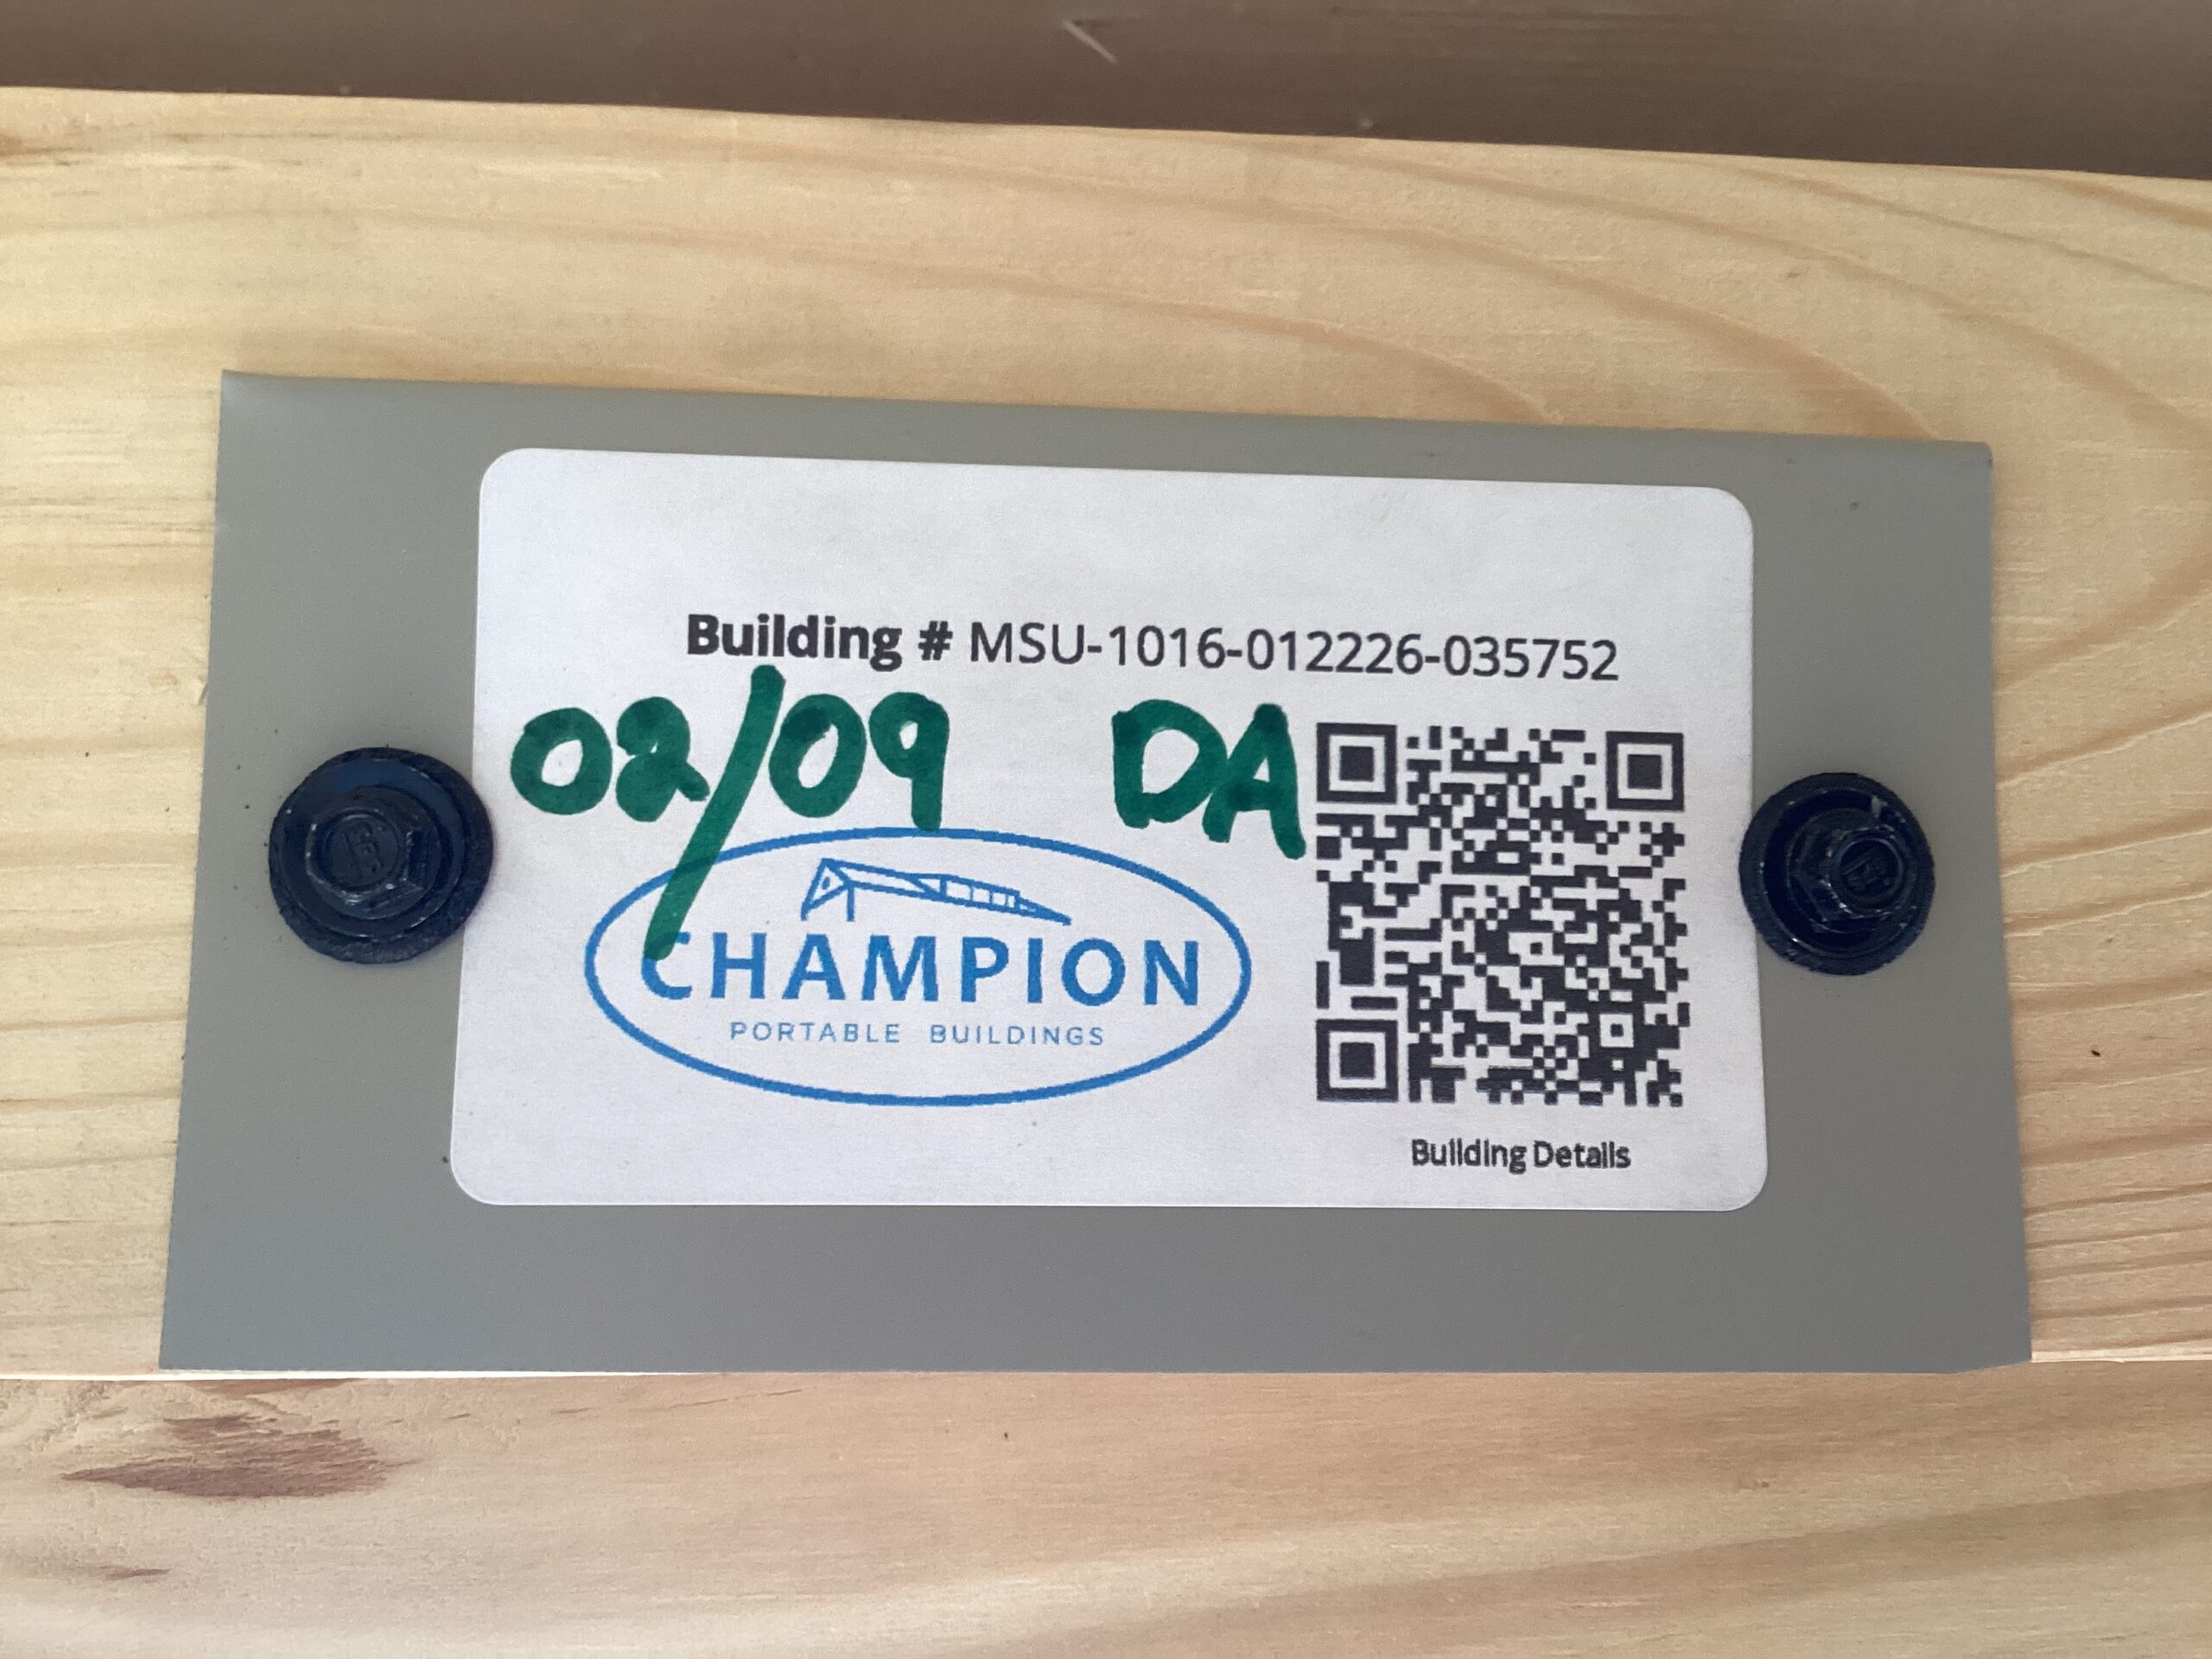 Building # MSU-1016-012226-035752
02/09 DA
CHAMPION
PORTABLE BUILDINGS
Building Details